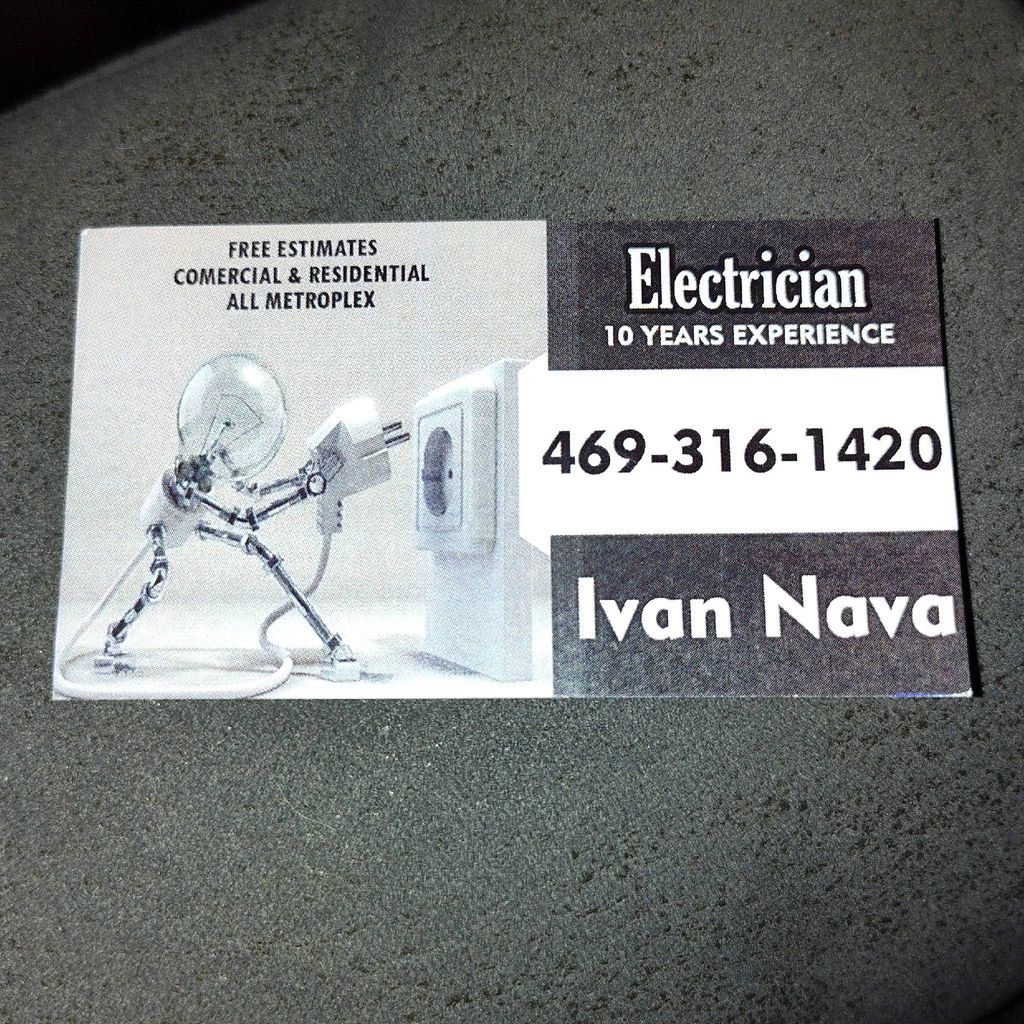 FREE ESTIMATES
COMERCIAL & RESIDENTIAL
ALL METROPLEX
Electrician
10 YEARS EXPERIENCE
469-316-1420
Ivan Nava